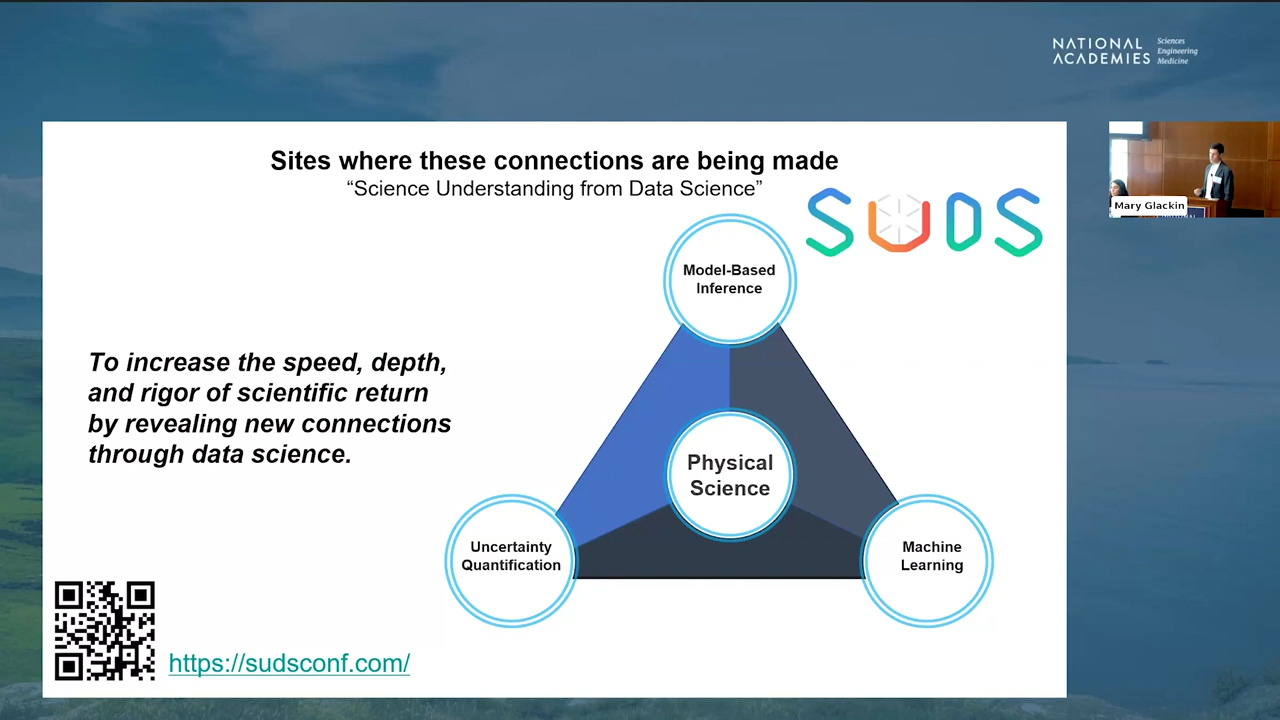 NATIONAL
ACADEMIES
Sciences
Engineering
Medicine
Sites where these connections are being made
“Science Understanding from Data Science”
SUDS
Model-Based
Inference
To increase the speed, depth,
and rigor of scientific return
by revealing new connections
through data science.
Physical
Science
Uncertainty
Quantification
Machine
Learning
https://sudsconf.com/
Mary Glackin